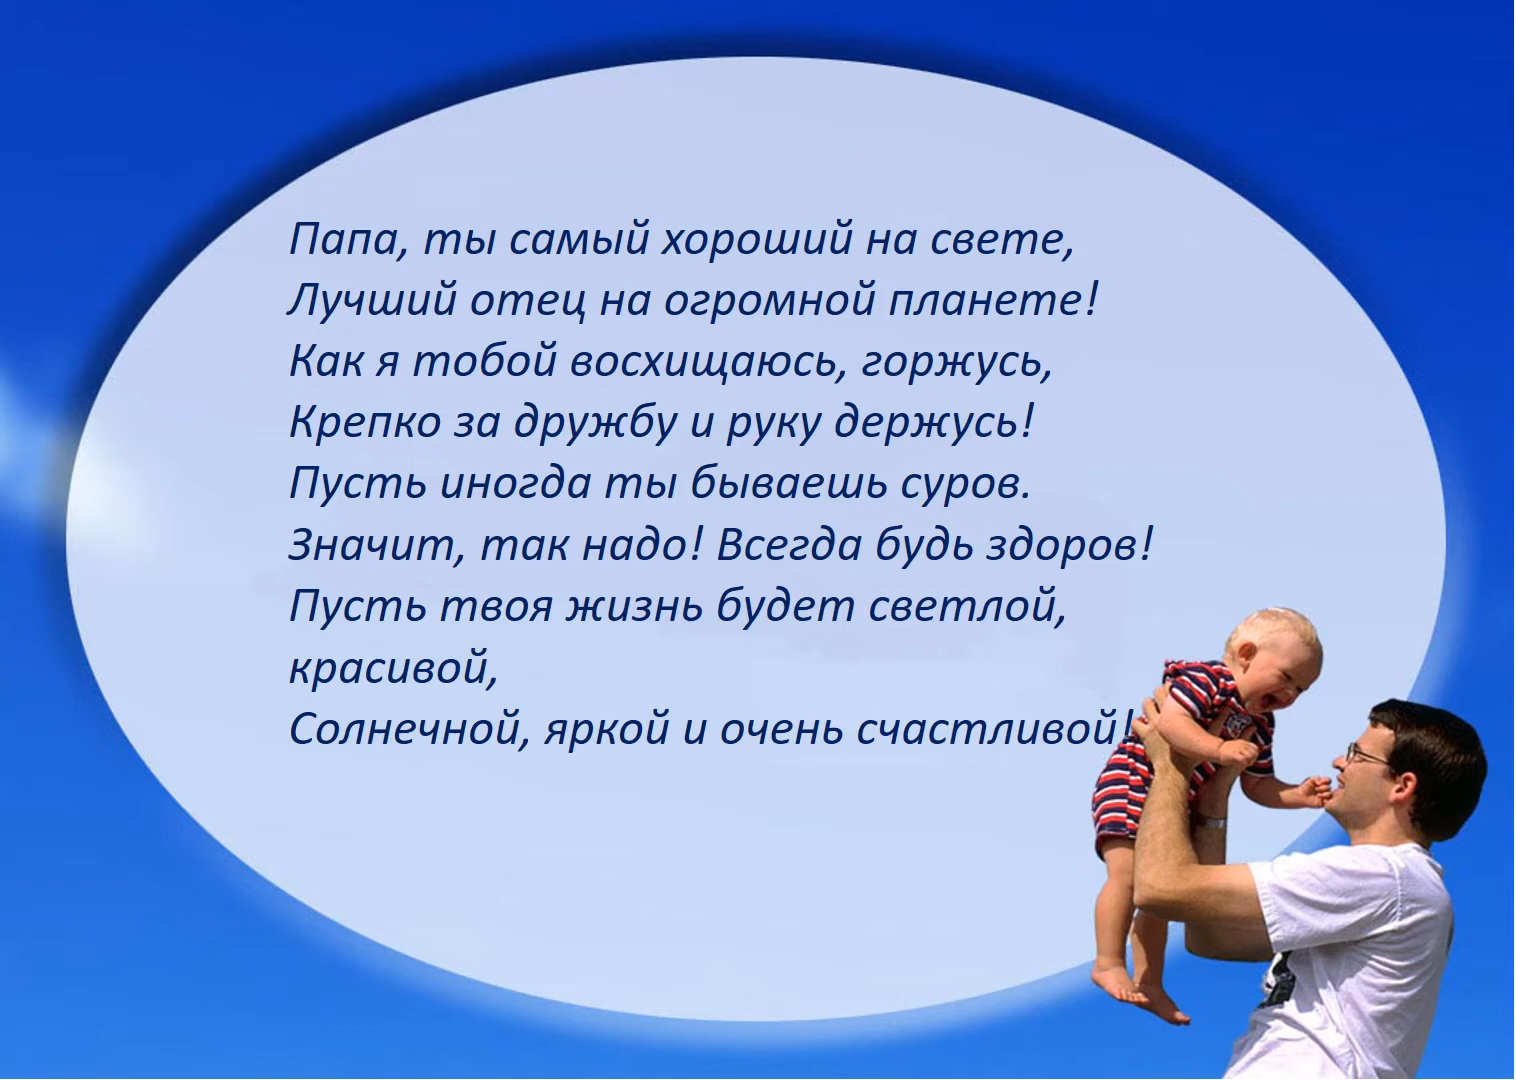 Папа, ты самый хороший на свете,
Лучший отец на огромной планете!
Как я тобой восхищаюсь, горжусь,
Крепко за дружбу и руку держусь!
Пусть иногда ты бываешь суров.
Значит, так надо! Всегда будь здоров!
Пусть твоя жизнь будет светлой,
красивой,
Солнечной, яркой и очень счастливой!